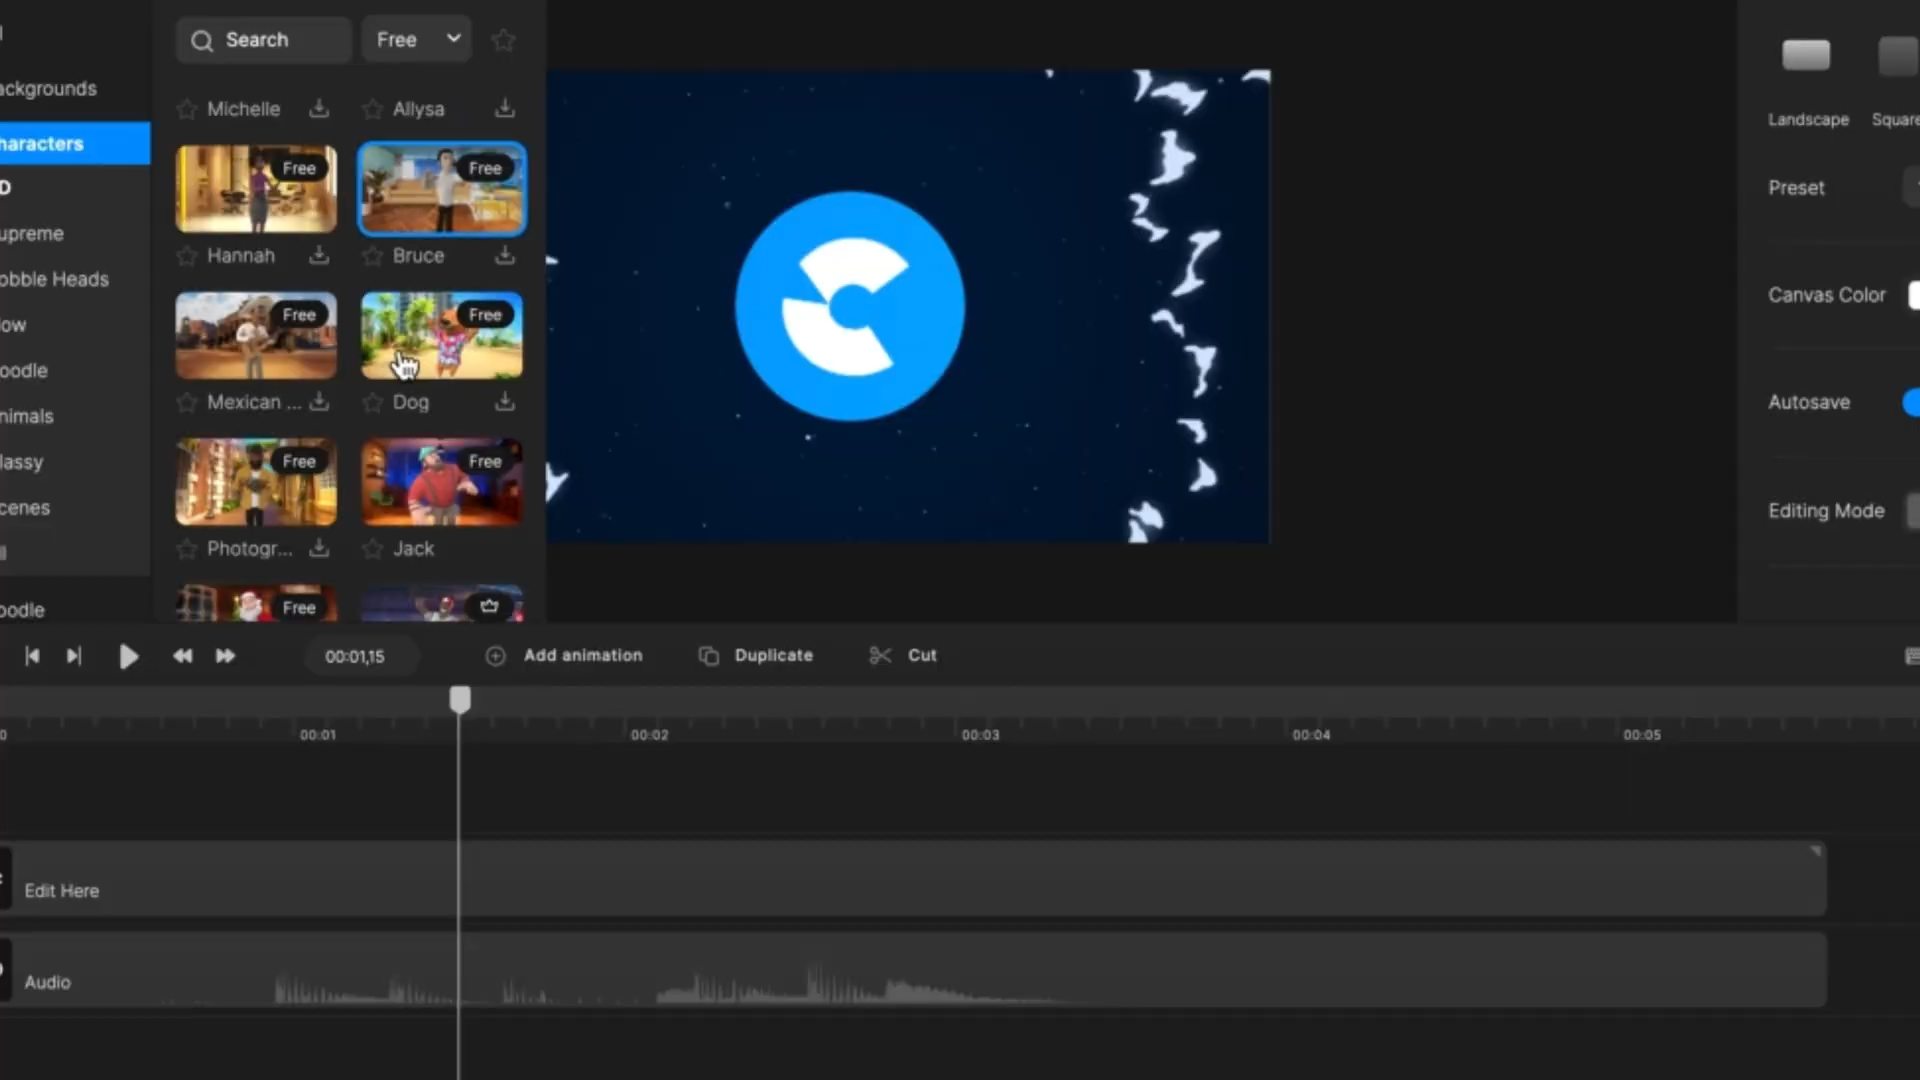 Search
Free
ackgrounds
Michelle
Allysa
Landscape
Square
haracters
Free
Free
D
Preset
upreme
Hannah
Bruce
obble Heads
Canvas Color
ow
Free
Free
oodle
Mexican ...
Dog
Autosave
nimals
lassy
Free
Free
cenes
Editing Mode
Photogr...
Jack
oodle
Free
00:01,15
Add animation
Duplicate
Cut
0
00:01
00:02
00:03
00:04
00:05
Edit Here
Audio